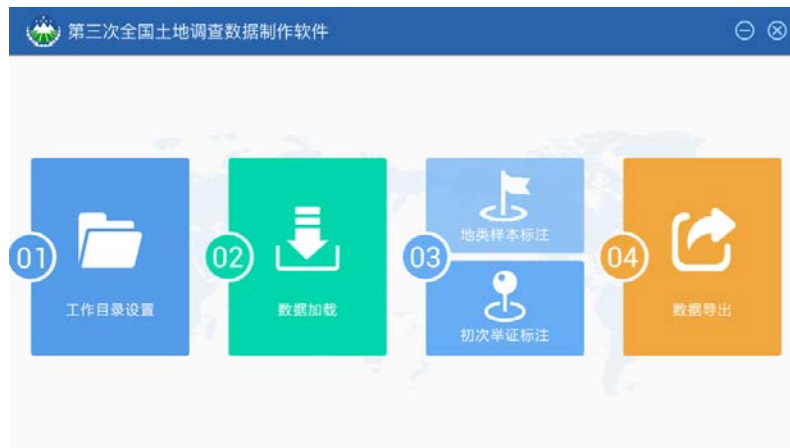 第三次全国土地调查数据制作软件
01
工作目录设置
02
数据加载
03
地类样本标注
初次举证标注
04
数据导出